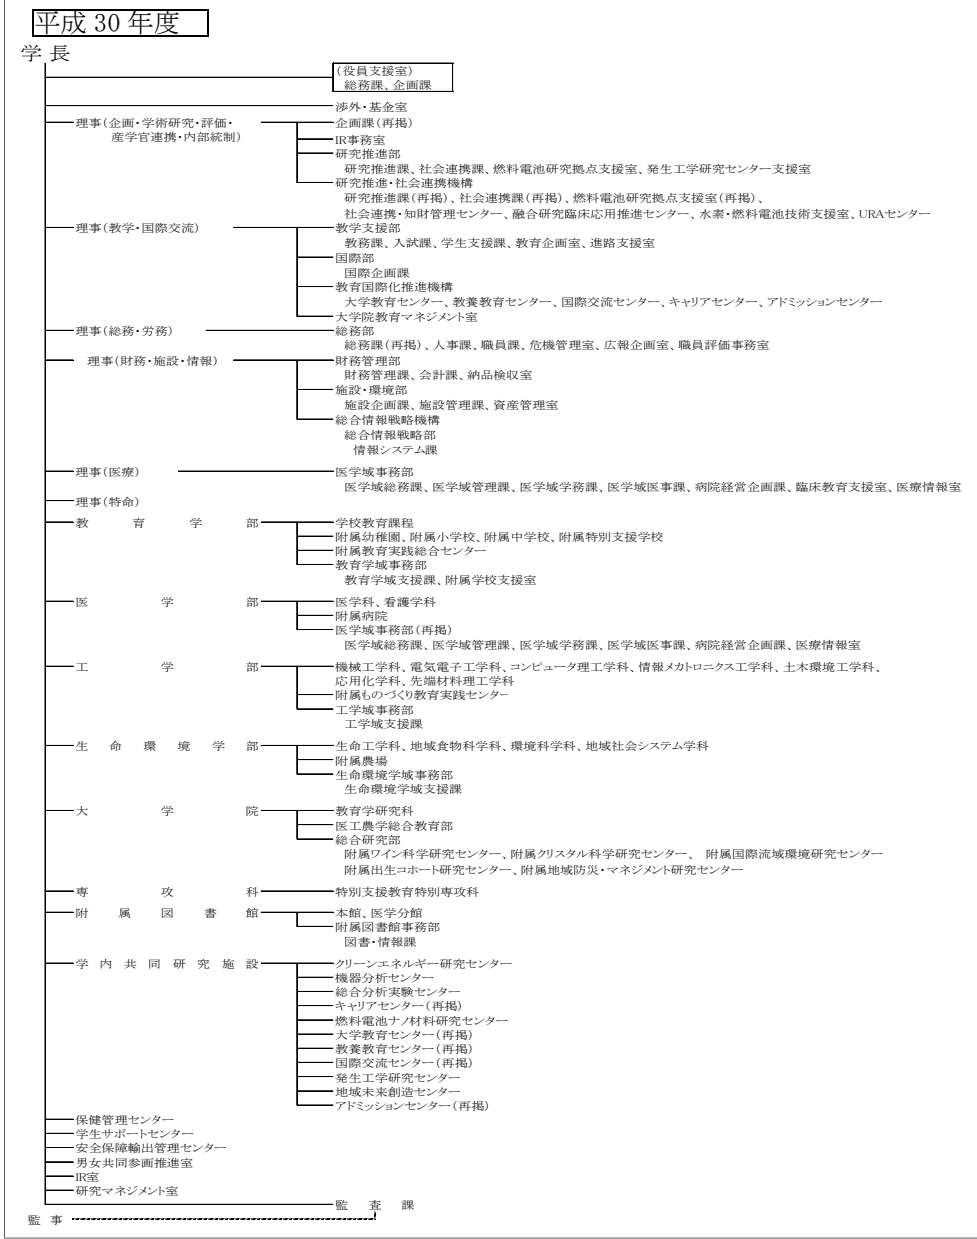 平成 30 年度
学 長
(役員支援室)
総務課、企画課
渉外・基金室
理事(企画・学術研究・評価・ 企画課(再掲)
産学官連携・内部統制)
IR事務室
研究推進部
研究推進課、社会連携課、燃料電池研究拠点支援室、発生工学研究センター支援室
研究推進・社会連携機構
研究推進課(再掲)、社会連携課(再掲)、燃料電池研究拠点支援室(再掲)、
社会連携・知財管理センター、融合研究臨床応用推進センター、水素・燃料電池技術支援室、URAセンター
理事(教学・国際交流) 教学支援部
教務課、入試課、学生支援課、教育企画室、進路支援室
国際部
国際企画課
教育国際化推進機構
大学教育センター、教養教育センター、国際交流センター、キャリアセンター、アドミッションセンター
大学院教育マネジメント室
理事(総務・労務) 総務部
総務課(再掲)、人事課、職員課、危機管理室、広報企画室、職員評価事務室
理事(財務・施設・情報) 財務管理部
財務管理課、会計課、納品検収室
施設・環境部
施設企画課、施設管理課、資産管理室
総合情報戦略機構
総合情報戦略部
情報システム課
理事(医療) 医学域事務部
医学域総務課、医学域管理課、医学域学務課、医学域医事課、病院経営企画課、臨床教育支援室、医療情報室
理事(特命)
教 育 学 部 学校教育課程
附属幼稚園、附属小学校、附属中学校、附属特別支援学校
附属教育実践総合センター
教育学域事務部
教育学域支援課、附属学校支援室
医 学 部 医学科、看護学科
附属病院
医学域事務部(再掲)
医学域総務課、医学域管理課、医学域学務課、医学域医事課、病院経営企画課、医療情報室
工 学 部 機械工学科、電気電子工学科、コンピュータ理工学科、情報メカトロニクス工学科、土木環境工学科、
応用化学科、先端材料理工学科
附属ものづくり教育実践センター
工学域事務部
工学域支援課
生 命 環 境 学 部 生命工学科、地域食物科学科、環境科学科、地域社会システム学科
附属農場
生命環境学域事務部
生命環境学域支援課
大 学 院 教育学研究科
医工農学総合教育部
総合研究部
附属ワイン科学研究センター、附属クリスタル科学研究センター、 附属国際流域環境研究センター
附属出生コホート研究センター、附属地域防災・マネジメント研究センター
専 攻 科 特別支援教育特別専攻科
附 属 図 書 館 本館、医学分館
附属図書館事務部
図書・情報課
学 内 共 同 研 究 施 設 クリーンエネルギー研究センター
機器分析センター
総合分析実験センター
キャリアセンター(再掲)
燃料電池ナノ材料研究センター
大学教育センター(再掲)
教養教育センター(再掲)
国際交流センター(再掲)
発生工学研究センター
地域未来創造センター
アドミッションセンター(再掲)
保健管理センター
学生サポートセンター
安全保障輸出管理センター
男女共同参画推進室
IR室
研究マネジメント室
監 査 課
監 事